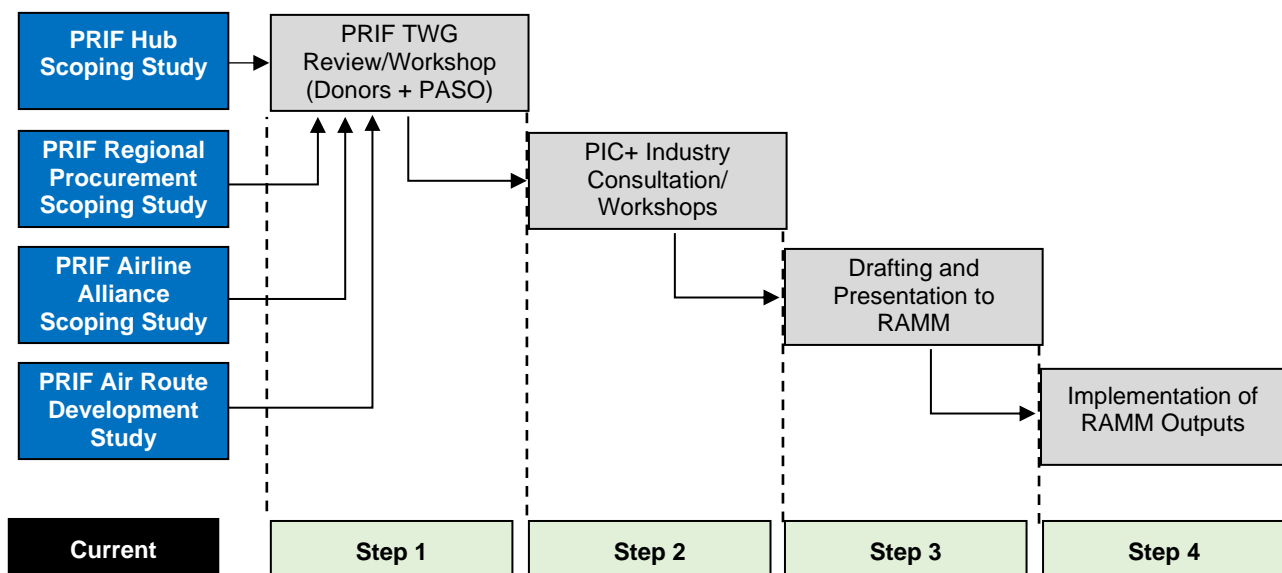 PRIF Hub
Scoping Study
PRIF TWG
Review/Workshop
(Donors + PASO)
PRIF Regional
Procurement
Scoping Study
PIC+ Industry
Consultation/
Workshops
PRIF Airline
Alliance
Scoping Study
Drafting and
Presentation to
RAMM
PRIF Air Route
Development
Study
Implementation of
RAMM Outputs
Current
Step 1
Step 2
Step 3
Step 4